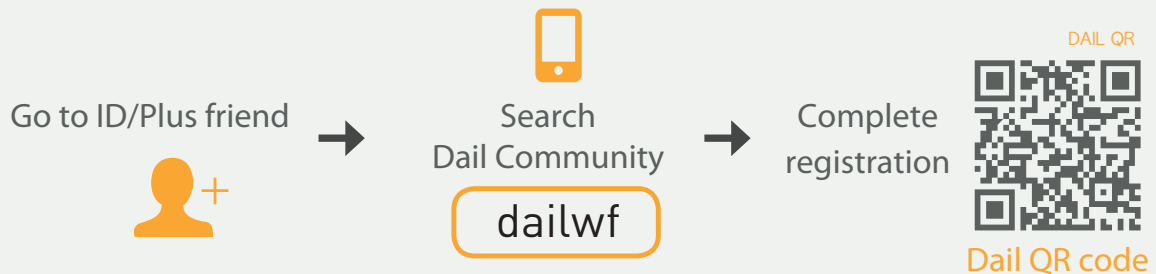 Go to ID/Plus friend
Search
Dail Community
dailwf
Complete
registration
DAIL QR
Dail QR code